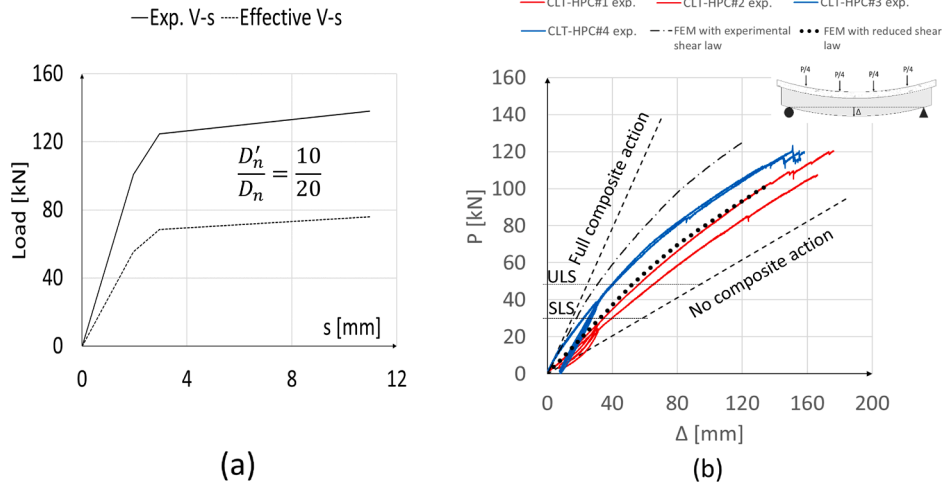 Exp. V-s
Effective V-s
160
120
80
40
0
Load [kN]
D′n/Dn = 10/20
s [mm]
0 4 8 12
(a)
CLT-HPC#1 exp.
CLT-HPC#2 exp.
CLT-HPC#3 exp.
CLT-HPC#4 exp.
FEM with experimental
shear law
FEM with reduced shear
law
160
140
120
100
80
60
40
20
0
P [kN]
Full composite action
No composite action
ULS
SLS
P/4 P/4 P/4 P/4
Δ
0 40 80 120 160 200
Δ [mm]
(b)